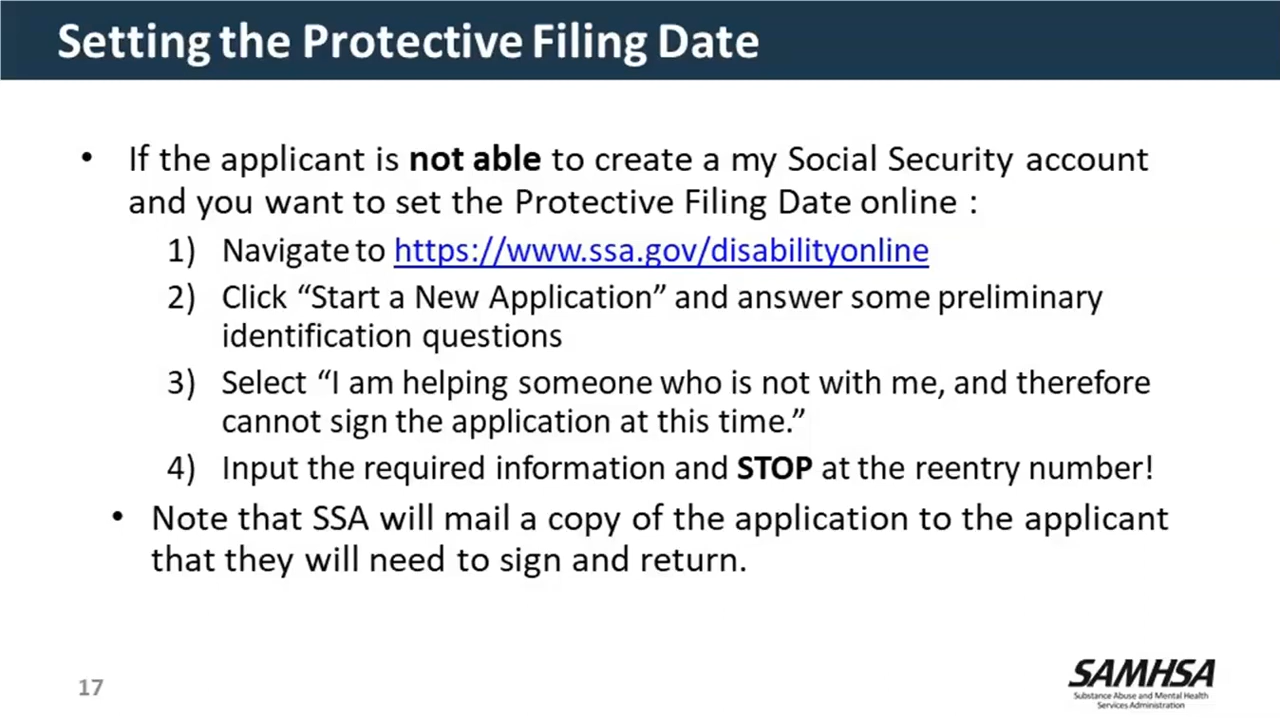 Setting the Protective Filing Date
• If the applicant is not able to create a my Social Security account
and you want to set the Protective Filing Date online :
1) Navigate to https://www.ssa.gov/disabilityonline
2) Click “Start a New Application” and answer some preliminary
identification questions
3) Select “I am helping someone who is not with me, and therefore
cannot sign the application at this time.”
4) Input the required information and STOP at the reentry number!
• Note that SSA will mail a copy of the application to the applicant
that they will need to sign and return.
17
SAMHSA
Substance Abuse and Mental Health
Services Administration